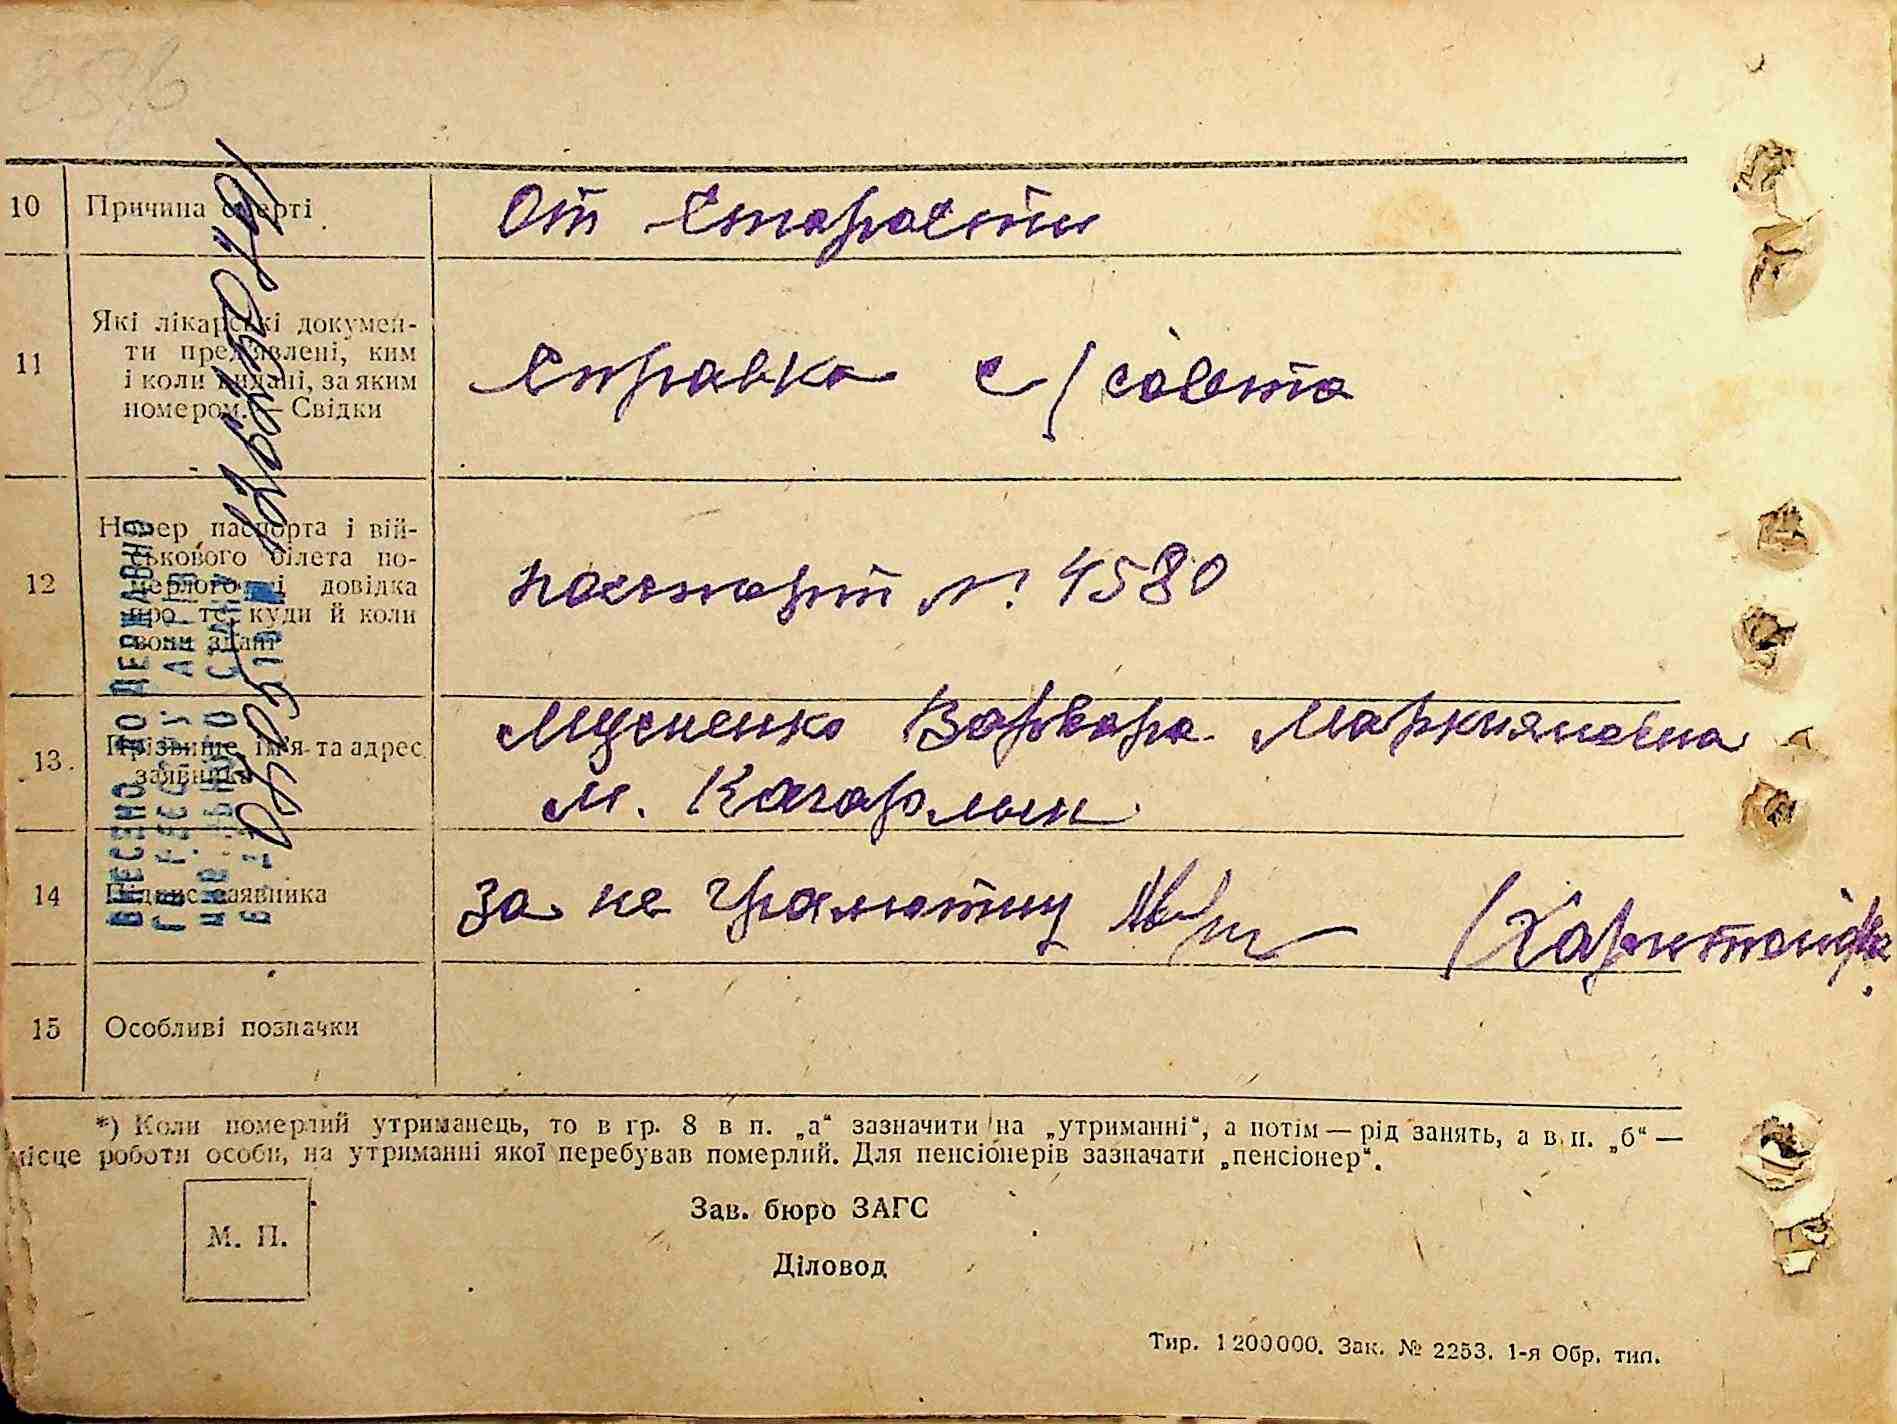 10 Причина смерті От старости
11 Які лікарські докумен-
ти пред'явлені, ким
і коли видані, за яким
номером. — Свідки
Справка с/совета
12 Номер паспорта і вій-
ськового білета по-
мерлого і довідка
про те, куди й коли
вони здані
паспорт №. 4580
13. Прізвище, ім'я та адрес
заявника
Варвара Маркияновна
м. Кагарлык
14 Підпис заявника
за не грамотну
15 Особливі позначки
*) Коли померлий утриманець, то в гр. 8 в п. „а“ зазначити на „утриманні“, а потім — рід занять, а в п. „б“ —
місце роботи особи, на утриманні якої перебував померлий. Для пенсіонерів зазначати „пенсіонер“.
М. П.
Зав. бюро ЗАГС
Діловод
Тир. 1200000. Зак. № 2253. 1-я Обр. тип.
ВНЕСЕНО ДО ДЕРЖАВНО